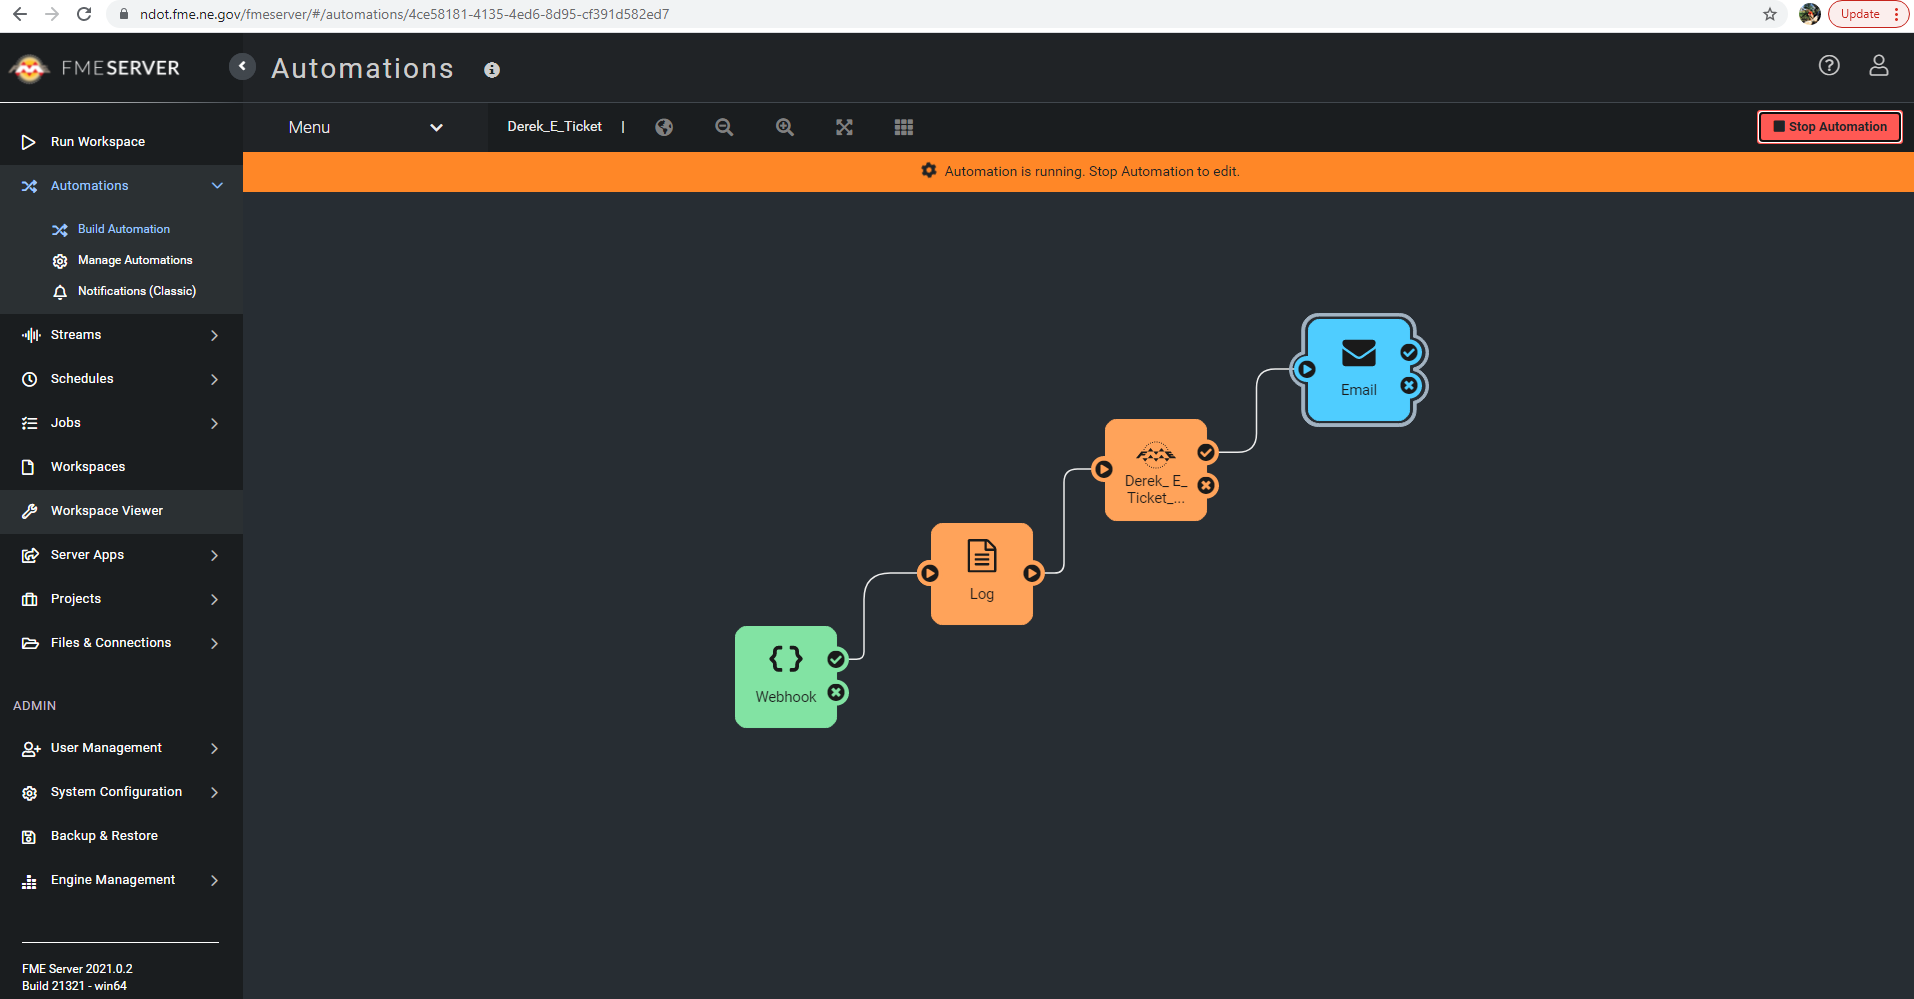 ndot.fme.ne.gov/fmeserver/#/automations/4ce58181-4135-4ed6-8d95-cf391d582ed7
Update
FMESERVER
Automations
Menu
Derek_E_Ticket |
Stop Automation
Automation is running. Stop Automation to edit.
Run Workspace
Automations
Build Automation
Manage Automations
Notifications (Classic)
Streams
Schedules
Jobs
Workspaces
Workspace Viewer
Server Apps
Projects
Files & Connections
ADMIN
User Management
System Configuration
Backup & Restore
Engine Management
FME Server 2021.0.2
Build 21321 - win64
Email
Derek_ E_
Ticket_...
Log
Webhook